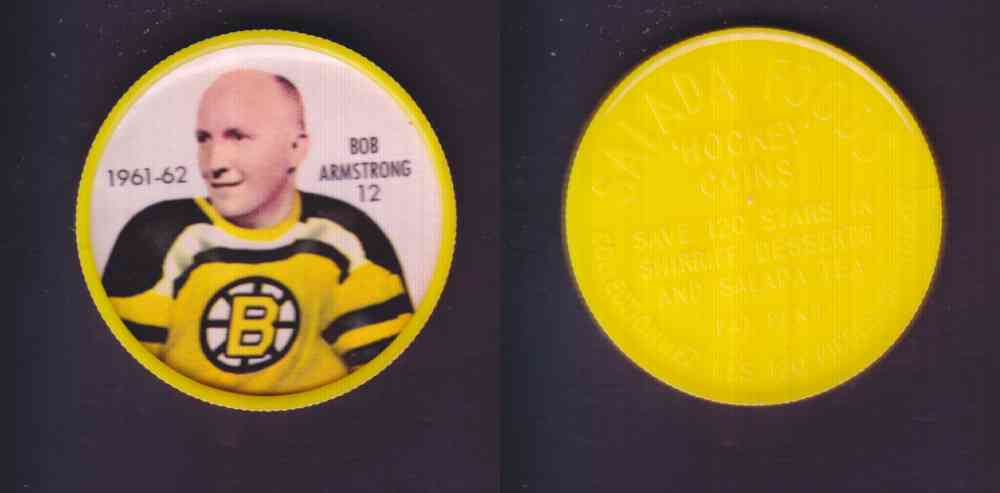 1961-62
BOB
ARMSTRONG
12
B
SALADA FOODS
HOCKEY
COINS
SAVE 120 STARS IN
SHIRRIFF DESSERTS
AND SALADA TEA